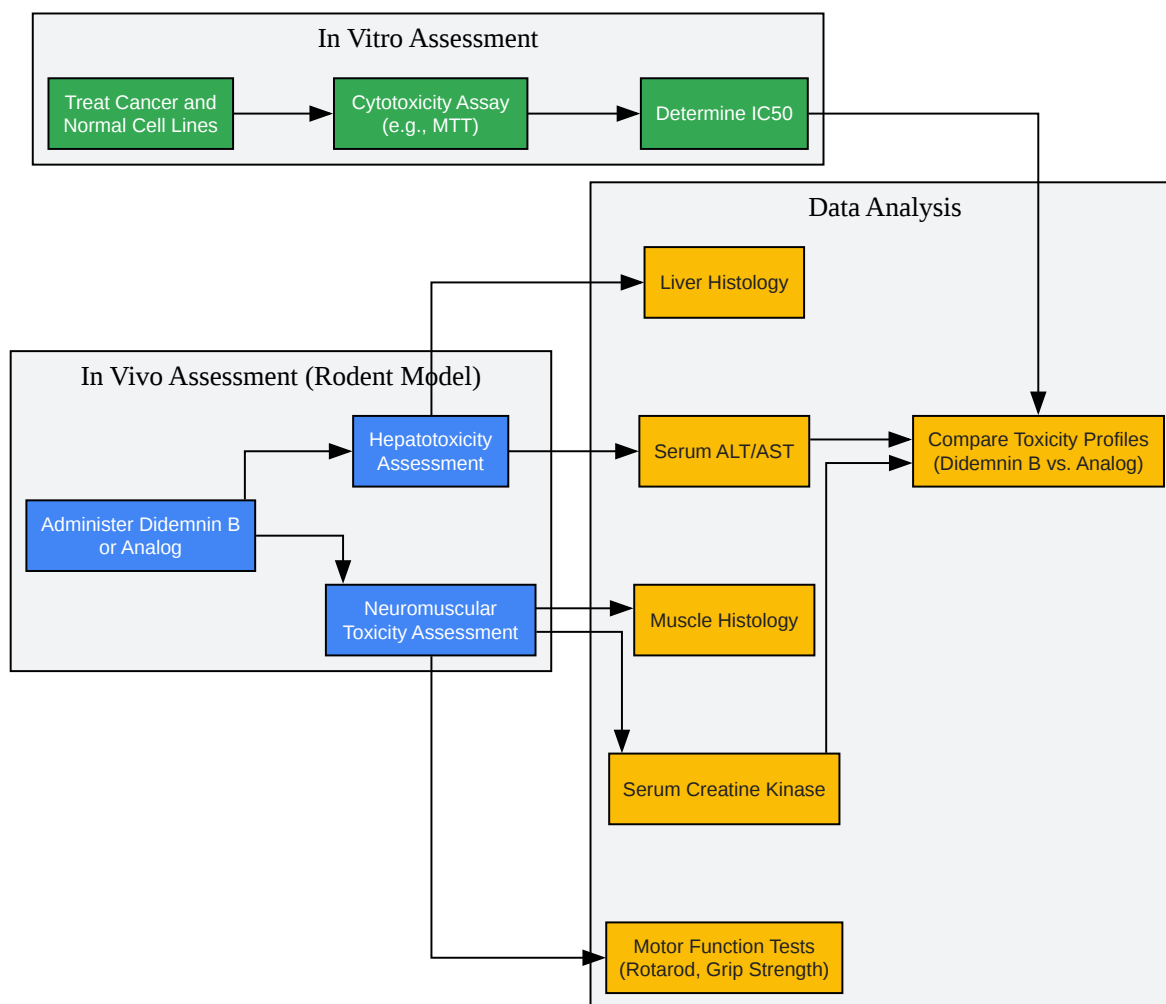 In Vitro Assessment
Treat Cancer and
Normal Cell Lines
Cytotoxicity Assay
(e.g., MTT)
Determine IC50
Data Analysis
Liver Histology
In Vivo Assessment (Rodent Model)
Hepatotoxicity
Assessment
Serum ALT/AST
Compare Toxicity Profiles
(Didemnin B vs. Analog)
Administer Didemnin B
or Analog
Neuromuscular
Toxicity Assessment
Muscle Histology
Serum Creatine Kinase
Motor Function Tests
(Rotarod, Grip Strength)